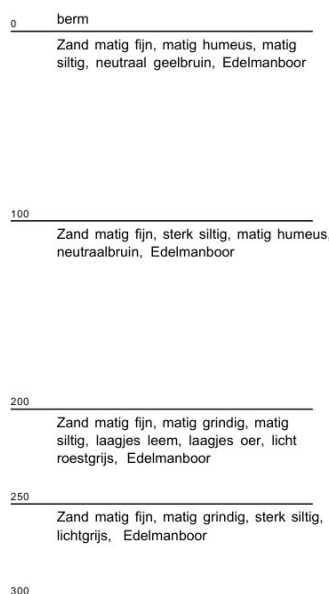 0 berm
Zand matig fijn, matig humeus, matig
siltig, neutraal geelbruin, Edelmanboor
100
Zand matig fijn, sterk siltig, matig humeus,
neutraalbruin, Edelmanboor
200
Zand matig fijn, matig grindig, matig
siltig, laagjes leem, laagjes oer, licht
roestgrijs, Edelmanboor
250
Zand matig fijn, matig grindig, sterk siltig,
lichtgrijs, Edelmanboor
300